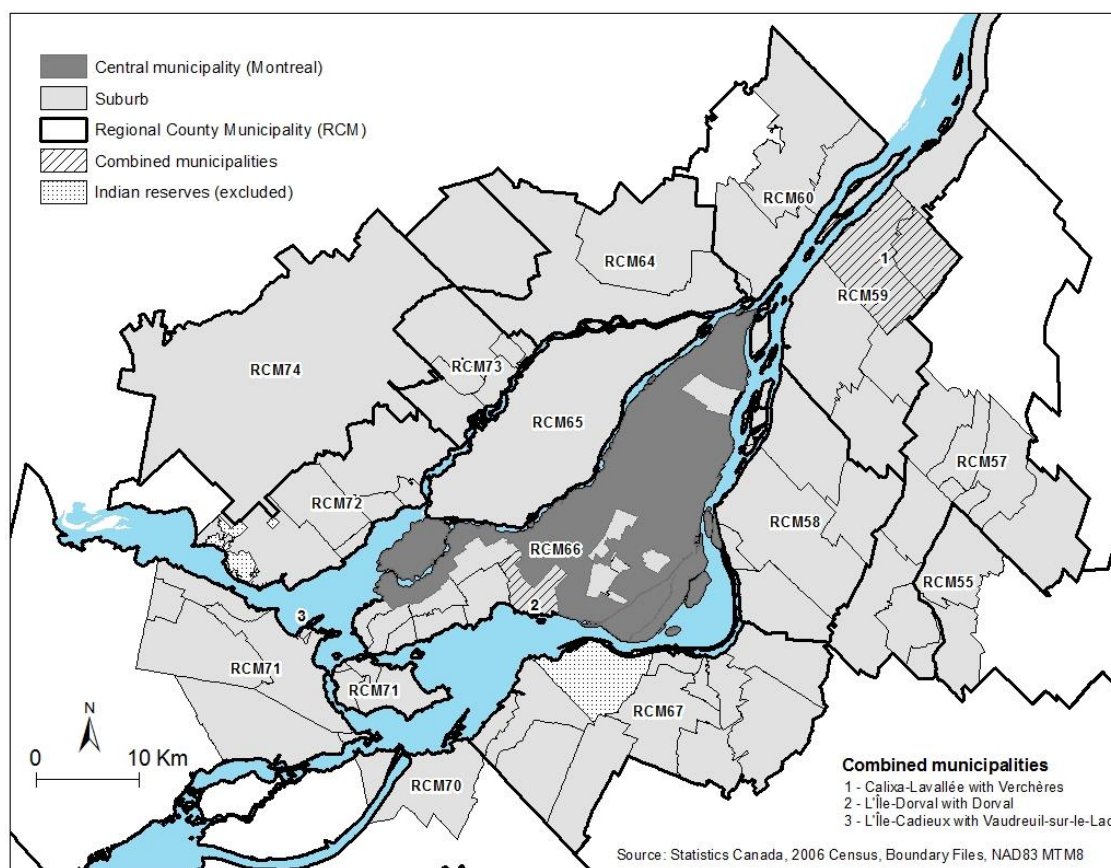 Central municipality (Montreal)
Suburb
Regional County Municipality (RCM)
Combined municipalities
Indian reserves (excluded)
RCM60
RCM64
1
RCM59
RCM74
RCM73
RCM65
RCM57
RCM72
RCM58
RCM66
RCM55
2
3
RCM71
RCM71
RCM67
N
0 10 Km
RCM70
Combined municipalities
1 - Calixa-Lavallée with Verchères
2 - L'Île-Dorval with Dorval
3 - L'Île-Cadieux with Vaudreuil-sur-le-Lac
Source: Statistics Canada, 2006 Census, Boundary Files, NAD83 MTM8